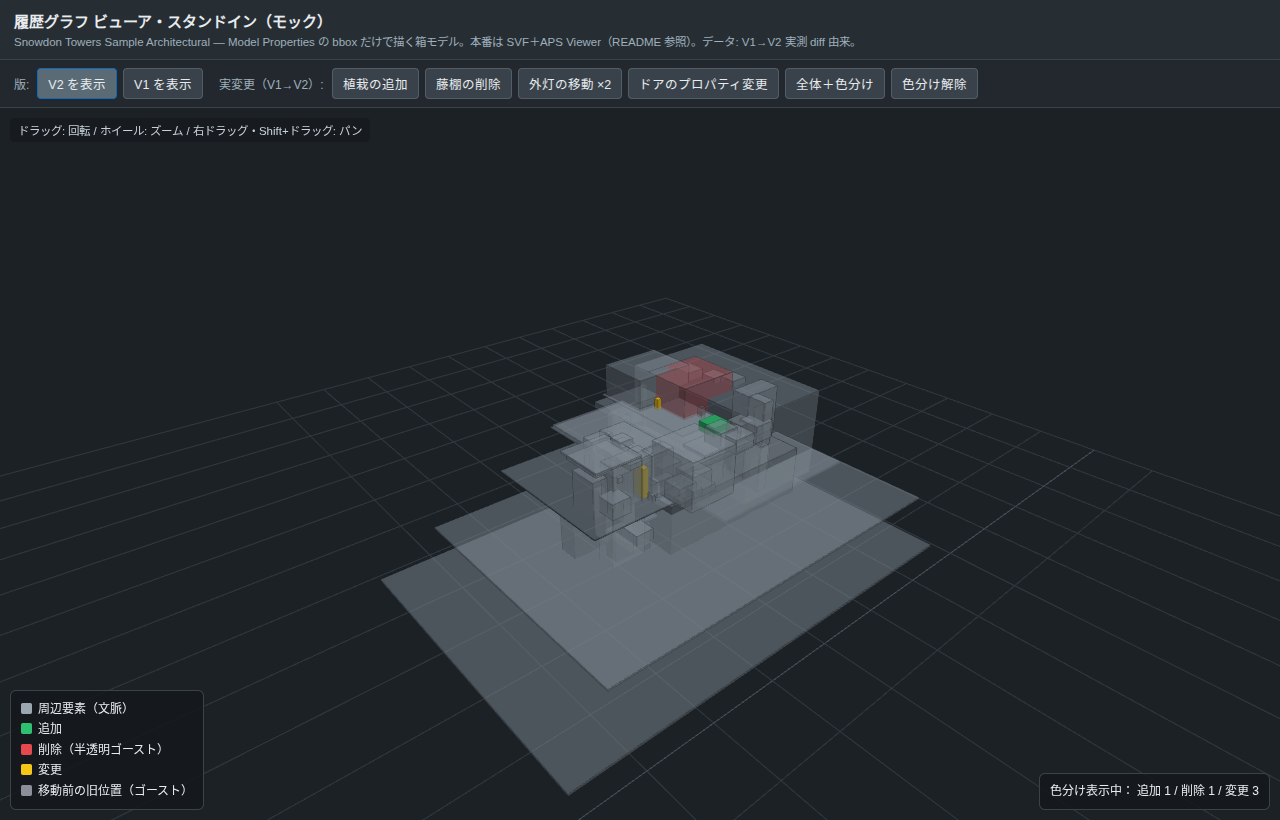 履歴グラフ ビューア・スタンドイン（モック）
Snowdon Towers Sample Architectural — Model Properties の bbox だけで描く箱モデル。本番は SVF＋APS Viewer（README 参照）。データ: V1→V2 実測 diff 由来。
版: V2 を表示 V1 を表示 実変更（V1→V2）: 植栽の追加 藤棚の削除 外灯の移動 ×2 ドアのプロパティ変更 全体＋色分け 色分け解除
ドラッグ: 回転 / ホイール: ズーム / 右ドラッグ・Shift+ドラッグ: パン
周辺要素（文脈）
追加
削除（半透明ゴースト）
変更
移動前の旧位置（ゴースト）
色分け表示中： 追加 1 / 削除 1 / 変更 3